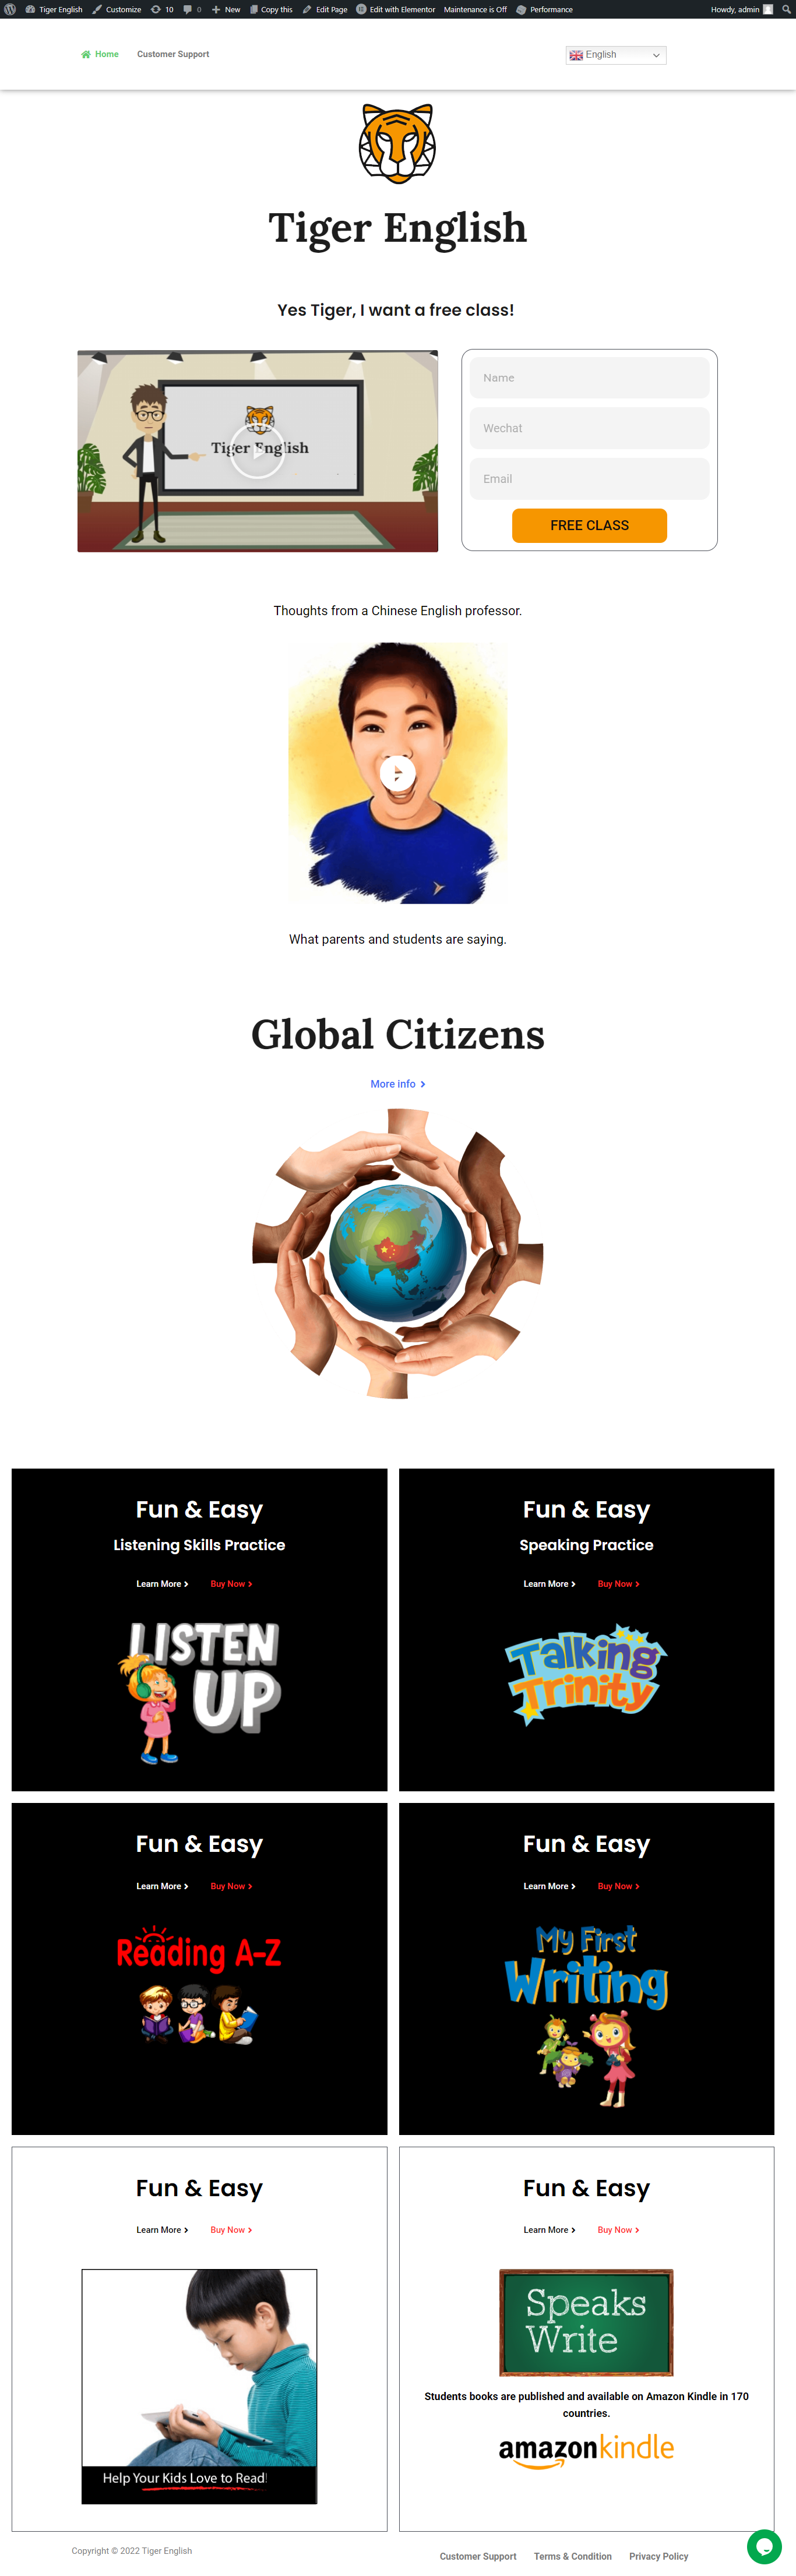 Tiger English Customize 10 0 New Copy this Edit Page Edit with Elementor Maintenance is Off Performance Howdy, admin
Home Customer Support English
Tiger English
Yes Tiger, I want a free class!
Tiger English
Name
Wechat
Email
FREE CLASS
Thoughts from a Chinese English professor.
What parents and students are saying.
Global Citizens
More info
Fun & Easy
Listening Skills Practice
Learn More Buy Now
LISTEN
UP
Fun & Easy
Speaking Practice
Learn More Buy Now
Talking
Trinity
Fun & Easy
Learn More Buy Now
Reading A-Z
Fun & Easy
Learn More Buy Now
My First
Writing
Fun & Easy
Learn More Buy Now
Help Your Kids Love to Read!
Fun & Easy
Learn More Buy Now
Speaks
Write
Students books are published and available on Amazon Kindle in 170
countries.
amazonkindle
Copyright © 2022 Tiger English
Customer Support Terms & Condition Privacy Policy